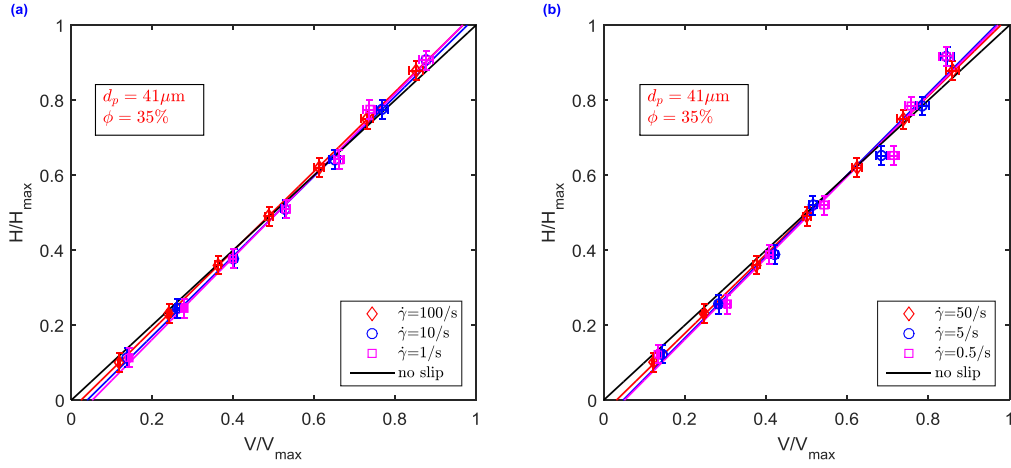 (a)
d_p = 41μm
ϕ = 35%
H/H_max
1
0.8
0.6
0.4
0.2
0
γ̇=100/s
γ̇=10/s
γ̇=1/s
no slip
0 0.2 0.4 0.6 0.8 1
V/V_max
(b)
d_p = 41μm
ϕ = 35%
H/H_max
1
0.8
0.6
0.4
0.2
0
γ̇=50/s
γ̇=5/s
γ̇=0.5/s
no slip
0 0.2 0.4 0.6 0.8 1
V/V_max